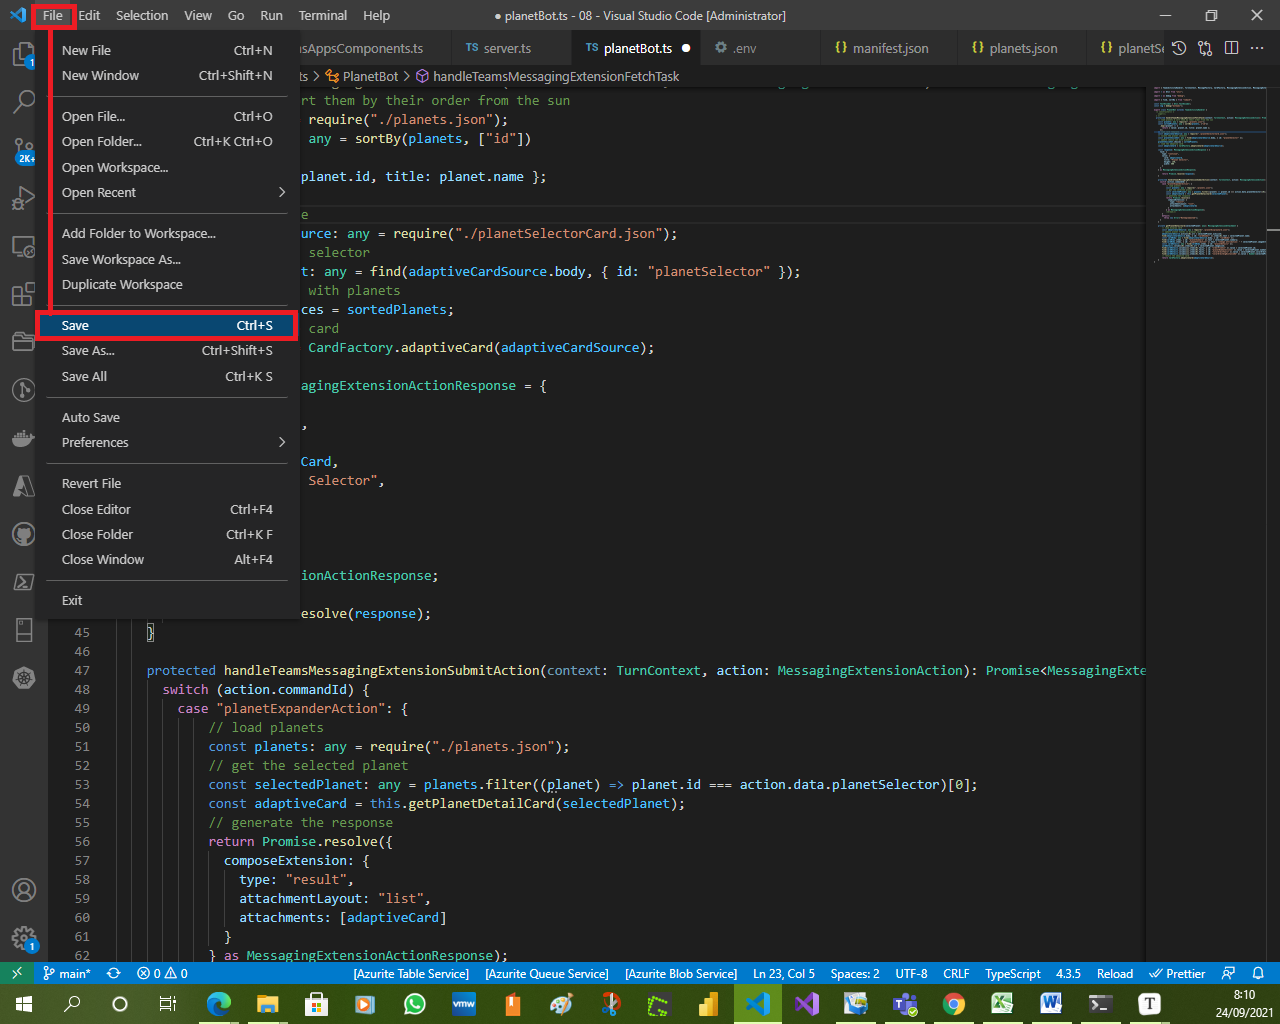 File Edit Selection View Go Run Terminal Help
● planetBot.ts - 08 - Visual Studio Code [Administrator]
New File Ctrl+N
New Window Ctrl+Shift+N
Open File... Ctrl+O
Open Folder... Ctrl+K Ctrl+O
Open Workspace...
Open Recent
Add Folder to Workspace...
Save Workspace As...
Duplicate Workspace
Save Ctrl+S
Save As... Ctrl+Shift+S
Save All Ctrl+K S
Auto Save
Preferences
Revert File
Close Editor Ctrl+F4
Close Folder Ctrl+K F
Close Window Alt+F4
Exit
1
2K+
1
sAppsComponents.ts TS server.ts TS planetBot.ts ● .env {} manifest.json {} planets.json {} planetS
ts > PlanetBot > handleTeamsMessagingExtensionFetchTask
rt them by their order from the sun
require("./planets.json");
any = sortBy(planets, ["id"])
planet.id, title: planet.name };
e
ource: any = require("./planetSelectorCard.json");
selector
t: any = find(adaptiveCardSource.body, { id: "planetSelector" });
with planets
ces = sortedPlanets;
card
CardFactory.adaptiveCard(adaptiveCardSource);
agingExtensionActionResponse = {
,
Card,
Selector",
ionActionResponse;
esolve(response);
45 }
46
47 protected handleTeamsMessagingExtensionSubmitAction(context: TurnContext, action: MessagingExtensionAction): Promise<MessagingExte
48 switch (action.commandId) {
49 case "planetExpanderAction": {
50 // load planets
51 const planets: any = require("./planets.json");
52 // get the selected planet
53 const selectedPlanet: any = planets.filter((planet) => planet.id === action.data.planetSelector)[0];
54 const adaptiveCard = this.getPlanetDetailCard(selectedPlanet);
55 // generate the response
56 return Promise.resolve({
57 composeExtension: {
58 type: "result",
59 attachmentLayout: "list",
60 attachments: [adaptiveCard]
61 }
62 } as MessagingExtensionActionResponse);
main* 0 0 [Azurite Table Service] [Azurite Queue Service] [Azurite Blob Service] Ln 23, Col 5 Spaces: 2 UTF-8 CRLF TypeScript 4.3.5 Reload Prettier
vmw T
8:10
24/09/2021